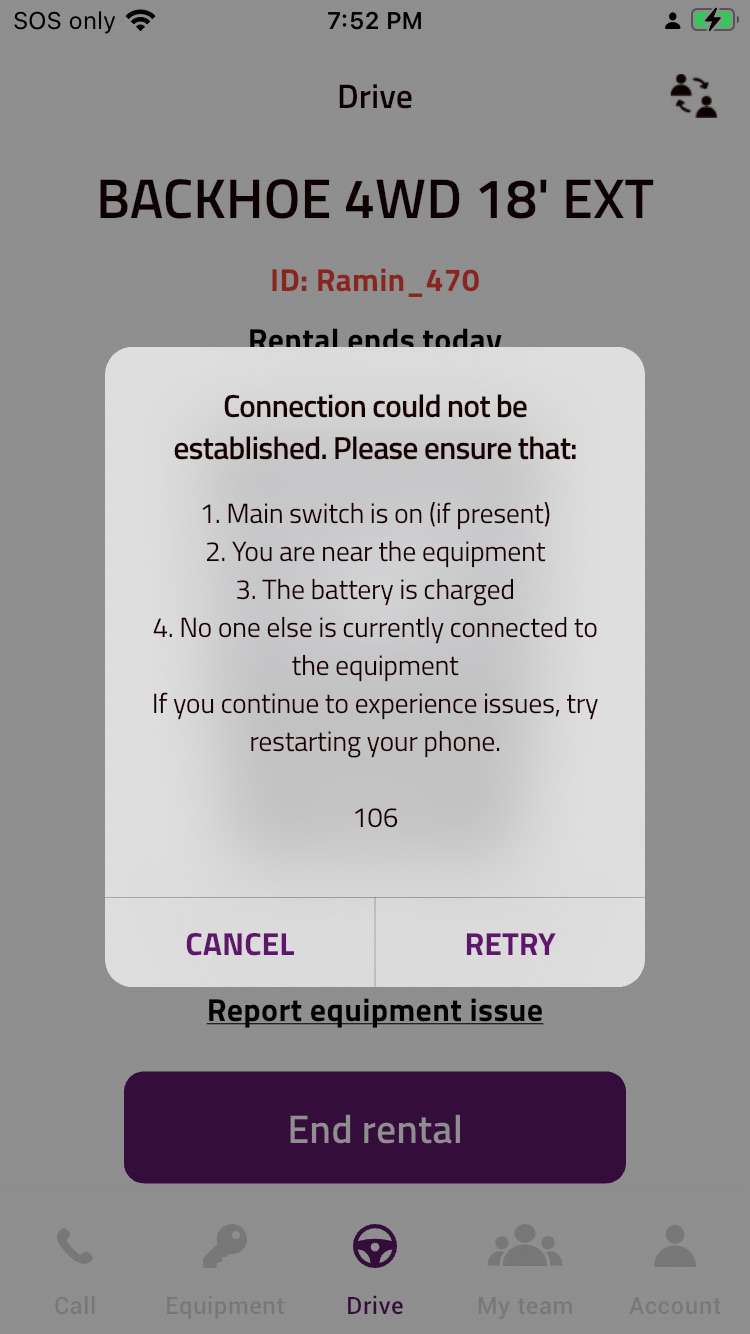 SOS only 7:52 PM
Drive
BACKHOE 4WD 18' EXT
ID: Ramin_470
Rental ends today
Connection could not be
established. Please ensure that:
1. Main switch is on (if present)
2. You are near the equipment
3. The battery is charged
4. No one else is currently connected to
the equipment
If you continue to experience issues, try
restarting your phone.
106
CANCEL RETRY
Report equipment issue
End rental
Call Equipment Drive My team Account